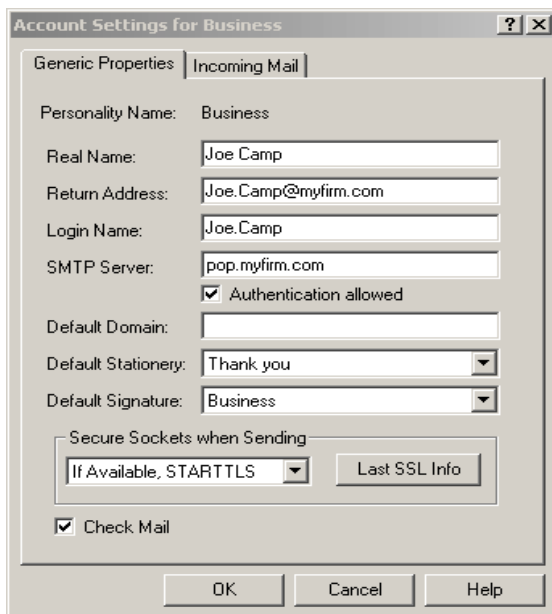 Account Settings for Business
Generic Properties Incoming Mail
Personality Name: Business
Real Name: Joe Camp
Return Address: Joe.Camp@myfirm.com
Login Name: Joe.Camp
SMTP Server: pop.myfirm.com
Authentication allowed
Default Domain:
Default Stationery: Thank you
Default Signature: Business
Secure Sockets when Sending
If Available, STARTTLS Last SSL Info
Check Mail
OK Cancel Help